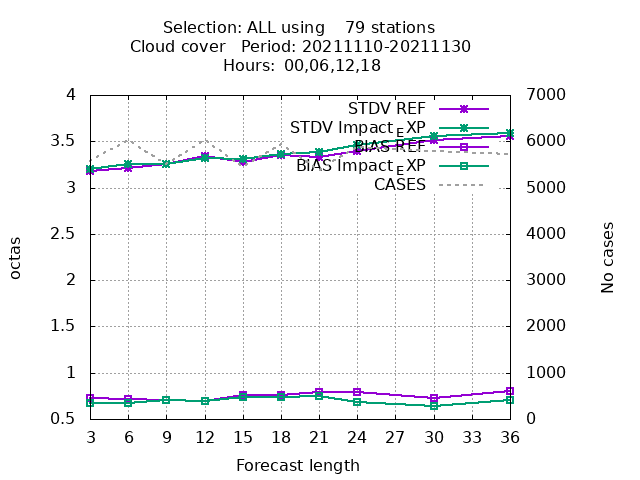 Selection: ALL using    79 stations
Cloud cover   Period: 20211110-20211130
Hours: 00,06,12,18
4
3.5
3
2.5
2
1.5
1
0.5
octas
7000
6000
5000
4000
3000
2000
1000
0
No cases
STDV REF
STDV Impact_EXP
BIAS REF
BIAS Impact_EXP
CASES
3 6 9 12 15 18 21 24 27 30 33 36
Forecast length